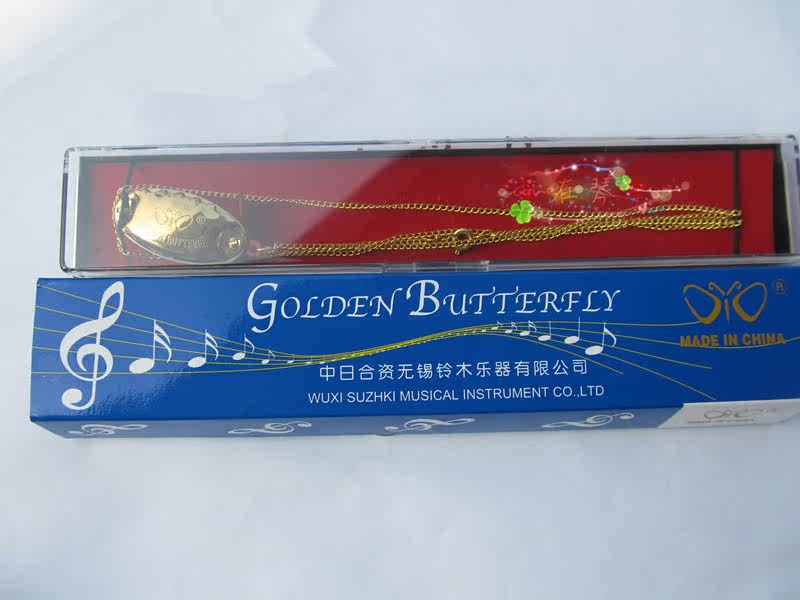 ®
N BUTTERFL
GOLDEN BUTTERFLY
®
MADE IN CHINA
中日合资无锡铃木乐器有限公司
WUXI SUZHKI MUSICAL INSTRUMENT CO.,LTD